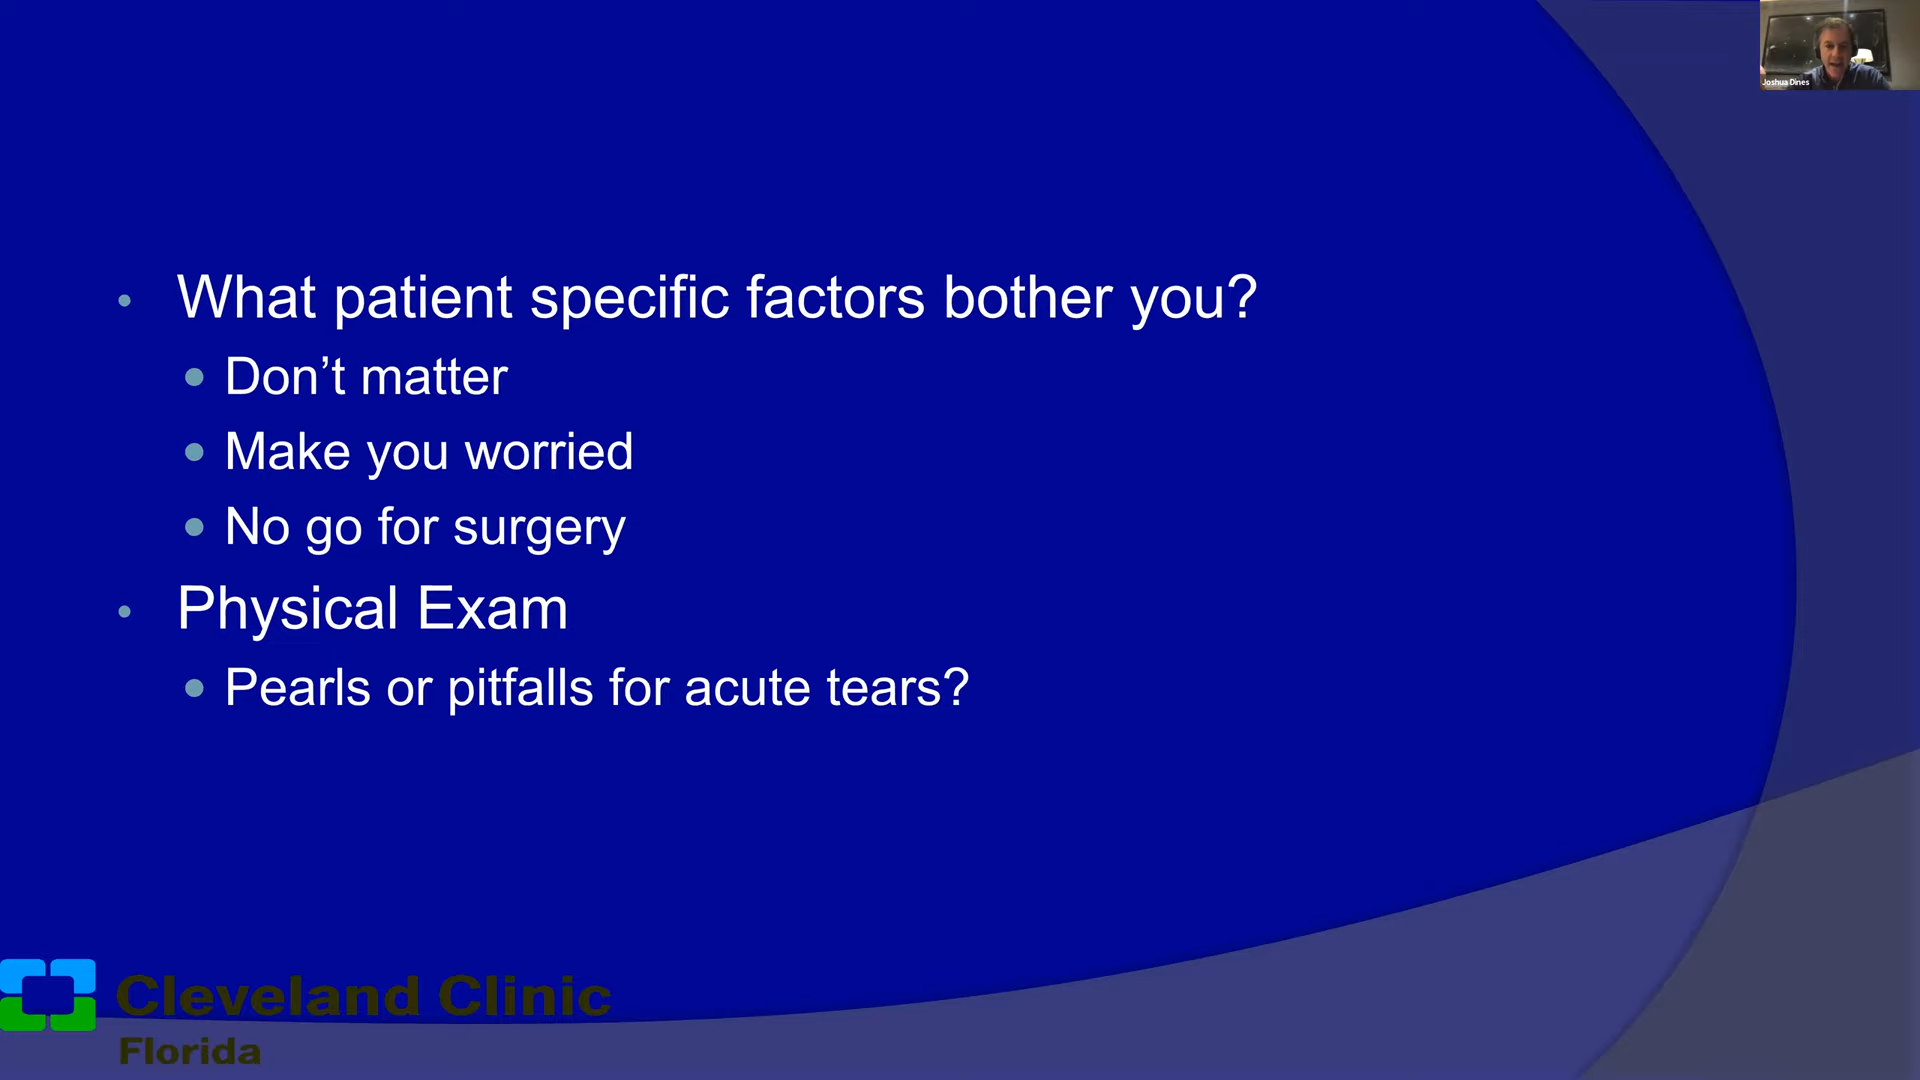 Joshua Dines
What patient specific factors bother you?
Don’t matter
Make you worried
No go for surgery
Physical Exam
Pearls or pitfalls for acute tears?
Cleveland Clinic
Florida